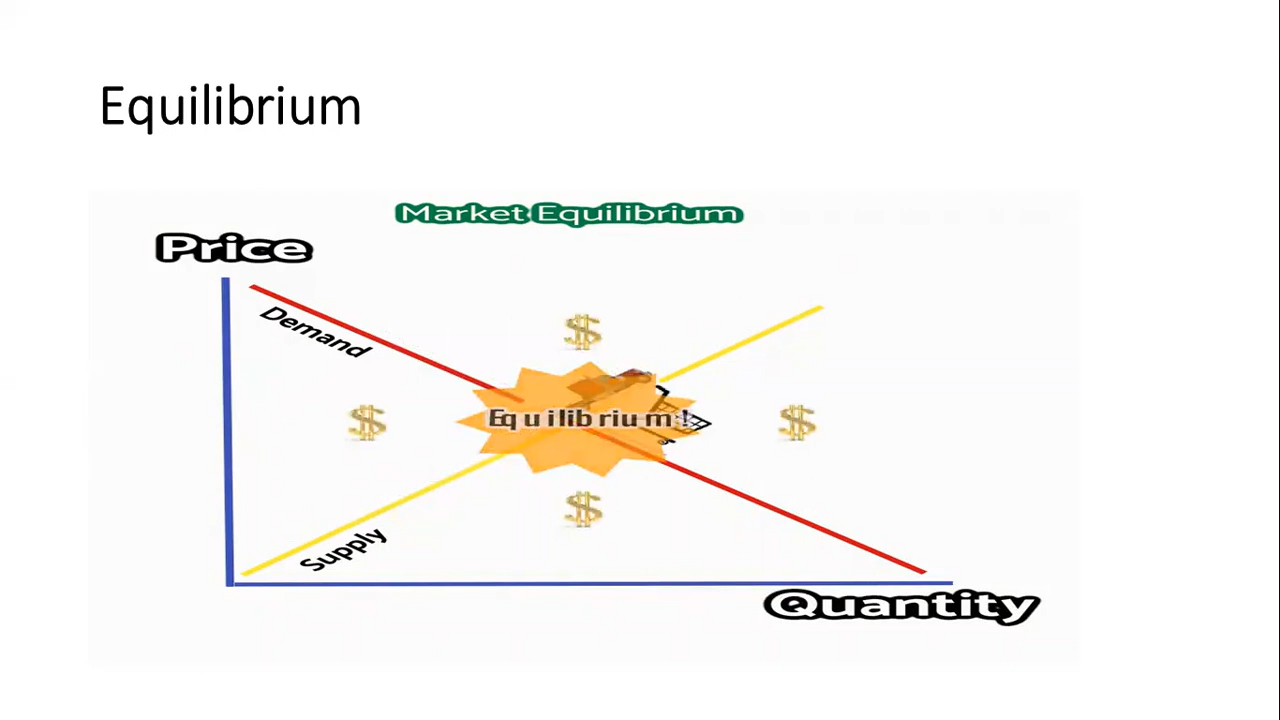 Equilibrium
Market Equilibrium
Price
Demand
$
$
Equilibrium!
$
$
Supply
Quantity